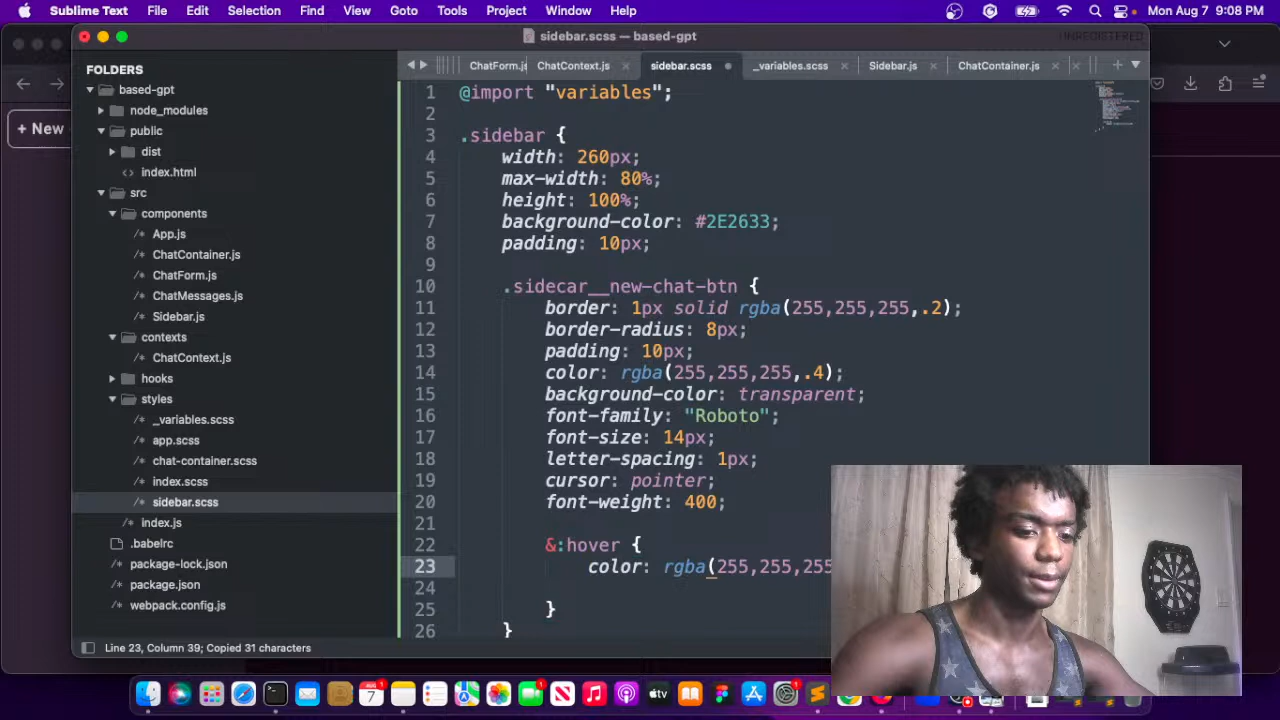 Sublime Text File Edit Selection Find View Goto Tools Project Window Help Mon Aug 7 9:08 PM
sidebar.scss — based-gpt UNREGISTERED
FOLDERS
based-gpt
node_modules
public
dist
index.html
src
components
App.js
ChatContainer.js
ChatForm.js
ChatMessages.js
Sidebar.js
contexts
ChatContext.js
hooks
styles
_variables.scss
app.scss
chat-container.scss
index.scss
sidebar.scss
index.js
.babelrc
package-lock.json
package.json
webpack.config.js
+ New
ChatForm.js ChatContext.js sidebar.scss _variables.scss Sidebar.js ChatContainer.js
1 @import "variables";
2
3 .sidebar {
4 width: 260px;
5 max-width: 80%;
6 height: 100%;
7 background-color: #2E2633;
8 padding: 10px;
9
10 .sidecar__new-chat-btn {
11 border: 1px solid rgba(255,255,255,.2);
12 border-radius: 8px;
13 padding: 10px;
14 color: rgba(255,255,255,.4);
15 background-color: transparent;
16 font-family: "Roboto";
17 font-size: 14px;
18 letter-spacing: 1px;
19 cursor: pointer;
20 font-weight: 400;
21
22 &:hover {
23 color: rgba(255,255,255
24
25 }
26 }
Line 23, Column 39; Copied 31 characters